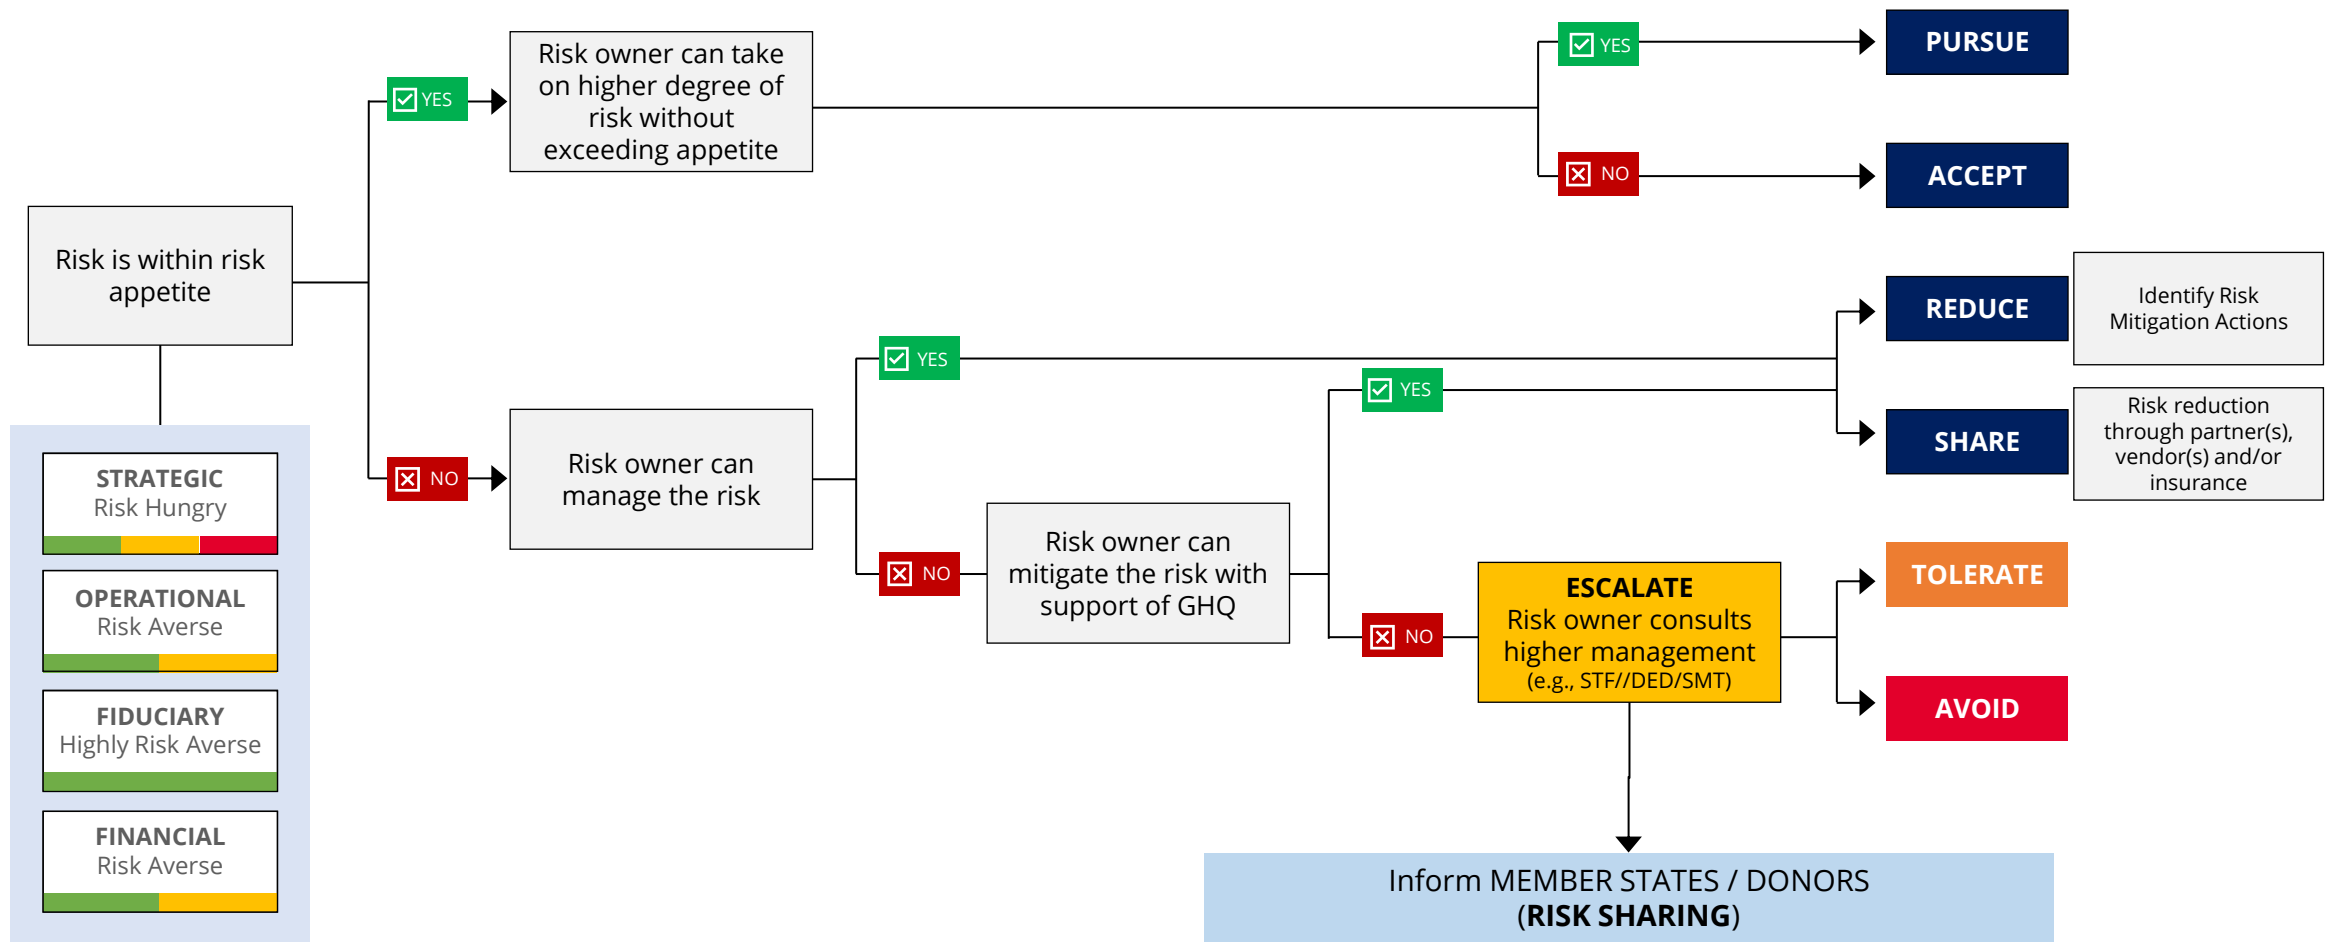 Risk is within risk
appetite
STRATEGIC
Risk Hungry
OPERATIONAL
Risk Averse
FIDUCIARY
Highly Risk Averse
FINANCIAL
Risk Averse
YES
Risk owner can take
on higher degree of
risk without
exceeding appetite
YES
PURSUE
NO
ACCEPT
NO
Risk owner can
manage the risk
YES
NO
Risk owner can
mitigate the risk with
support of GHQ
YES
REDUCE
Identify Risk
Mitigation Actions
SHARE
Risk reduction
through partner(s),
vendor(s) and/or
insurance
NO
ESCALATE
Risk owner consults
higher management
(e.g., STF//DED/SMT)
TOLERATE
AVOID
Inform MEMBER STATES / DONORS
(RISK SHARING)